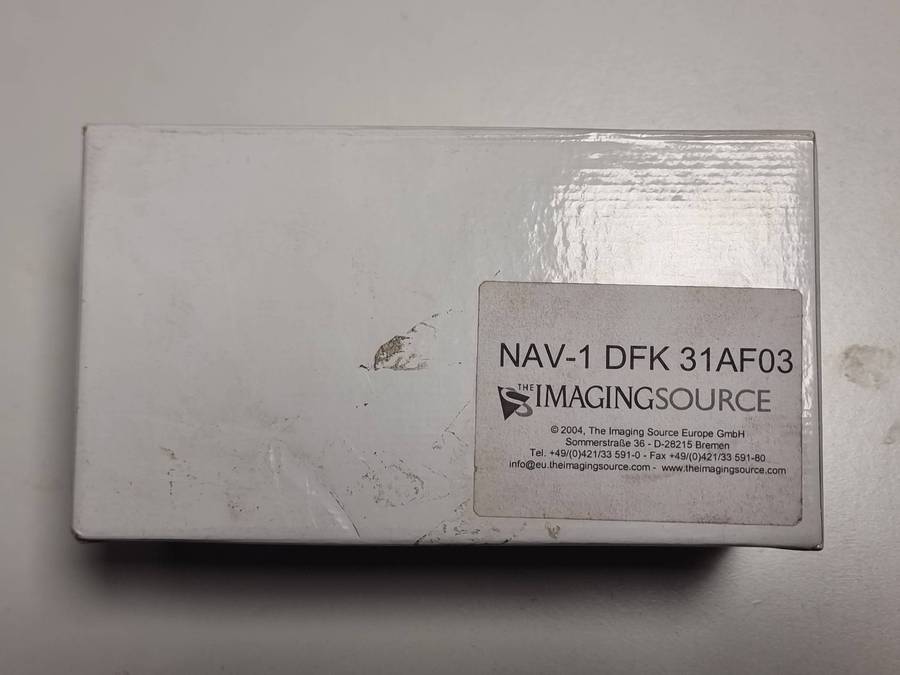 NAV-1 DFK 31AF03
THE IMAGINGSOURCE
© 2004, The Imaging Source Europe GmbH
Sommerstraße 36 - D-28215 Bremen
Tel. +49/(0)421/33 591-0 - Fax +49/(0)421/33 591-80
info@eu.theimagingsource.com - www.theimagingsource.com